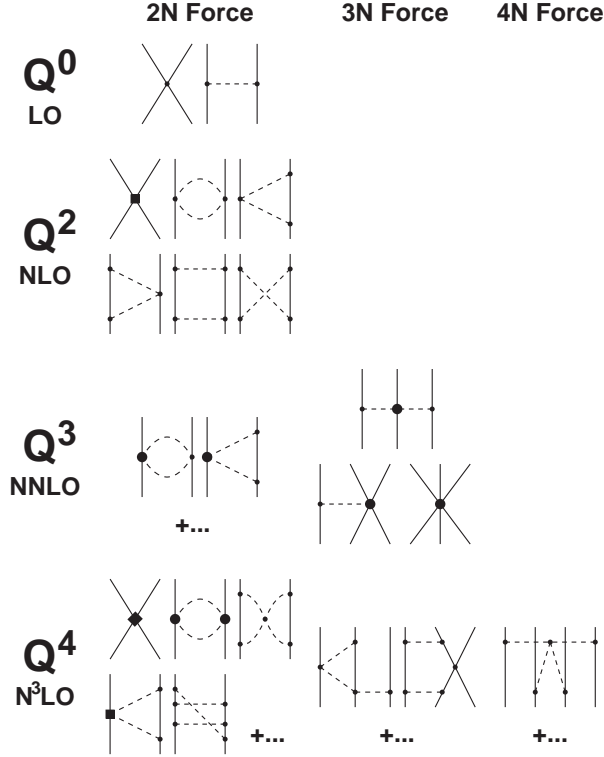 2N Force 3N Force 4N Force
Q⁰
LO
Q²
NLO
Q³
NNLO
+...
Q⁴
N³LO
+... +... +...